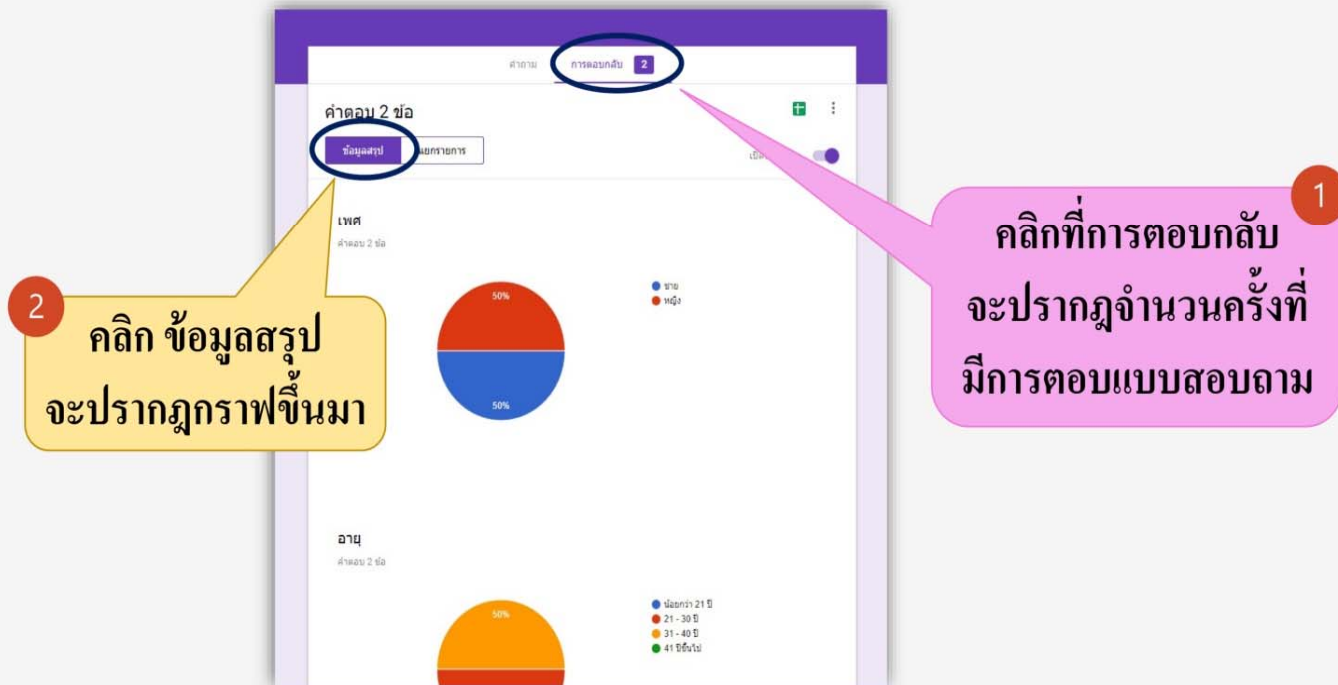 คำถาม การตอบกลับ 2
คำตอบ 2 ข้อ
ข้อมูลสรุป แยกรายการ
เพศ
คำตอบ 2 ข้อ
50%
50%
ชาย
หญิง
1
คลิกที่การตอบกลับ
จะปรากฎจำนวนครั้งที่
มีการตอบแบบสอบถาม
2
คลิก ข้อมูลสรุป
จะปรากฎกราฟขึ้นมา
อายุ
คำตอบ 2 ข้อ
50%
น้อยกว่า 21 ปี
21 - 30 ปี
31 - 40 ปี
41 ปีขึ้นไป